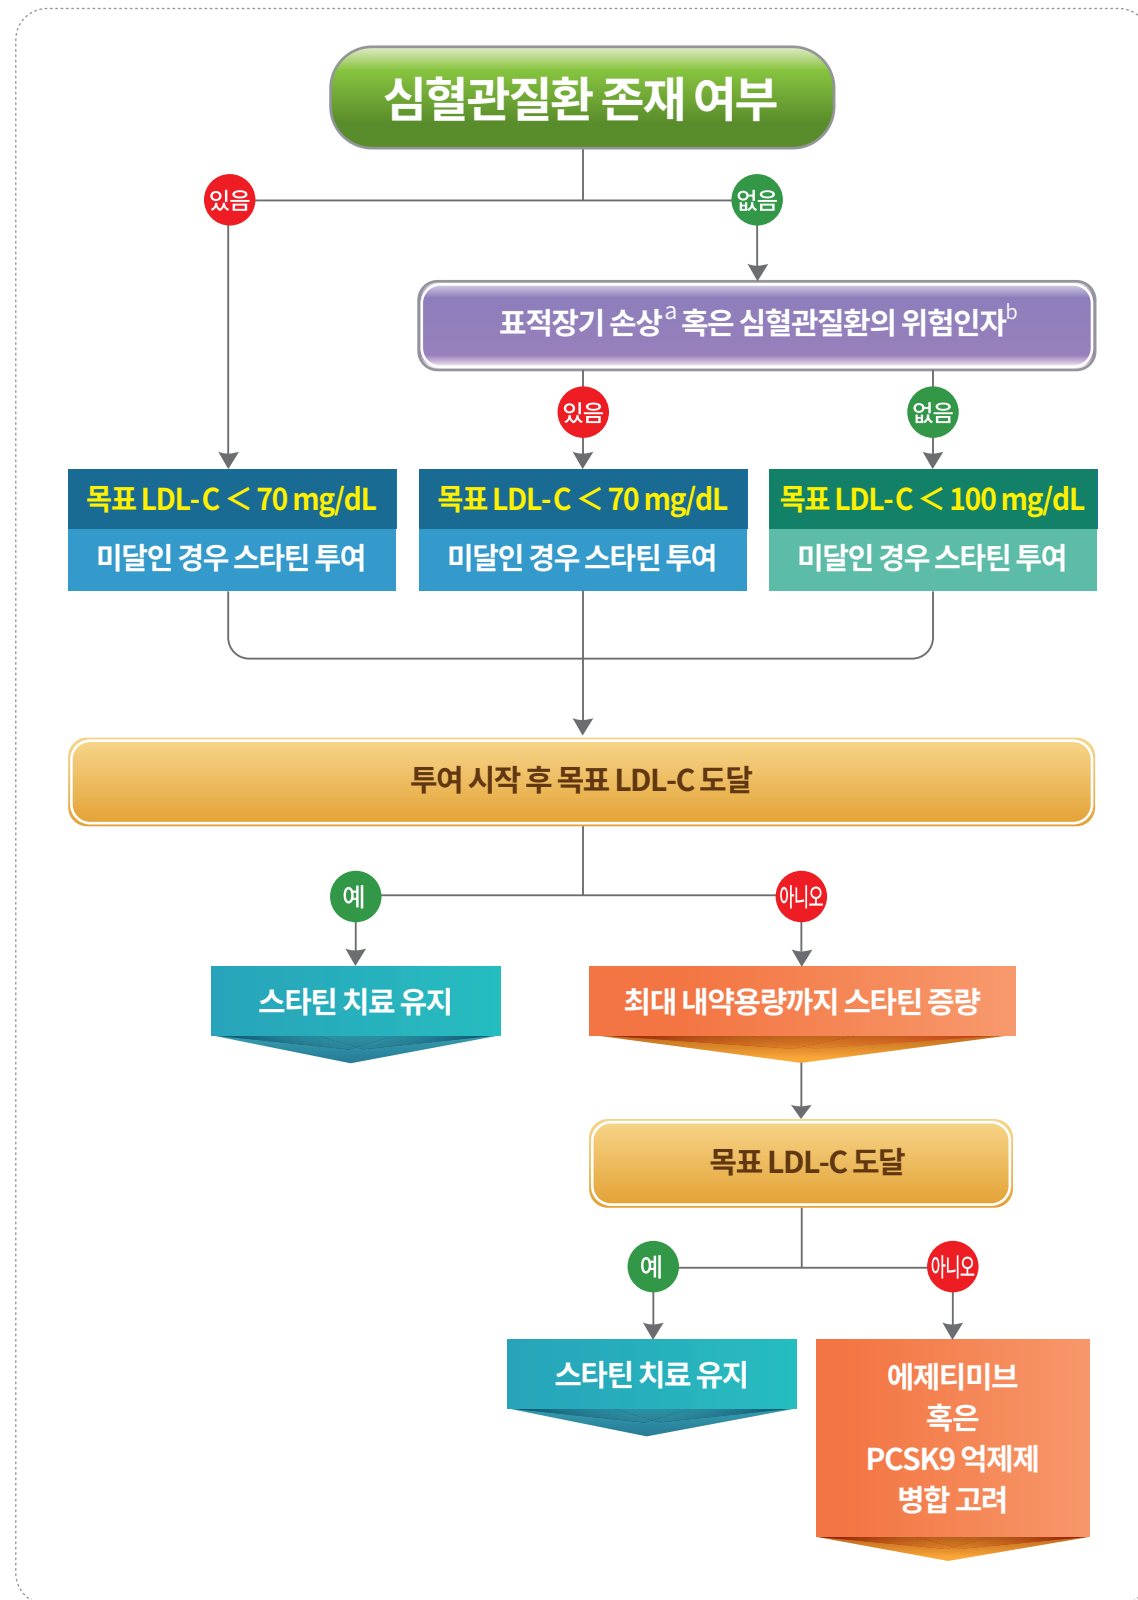 심혈관질환 존재 여부
있음
없음
표적장기 손상a 혹은 심혈관질환의 위험인자b
있음
없음
목표 LDL-C < 70 mg/dL
미달인 경우 스타틴 투여
목표 LDL-C < 70 mg/dL
미달인 경우 스타틴 투여
목표 LDL-C < 100 mg/dL
미달인 경우 스타틴 투여
투여 시작 후 목표 LDL-C 도달
예
아니오
스타틴 치료 유지
최대 내약용량까지 스타틴 증량
목표 LDL-C 도달
예
아니오
스타틴 치료 유지
에제티미브
혹은
PCSK9 억제제
병합 고려